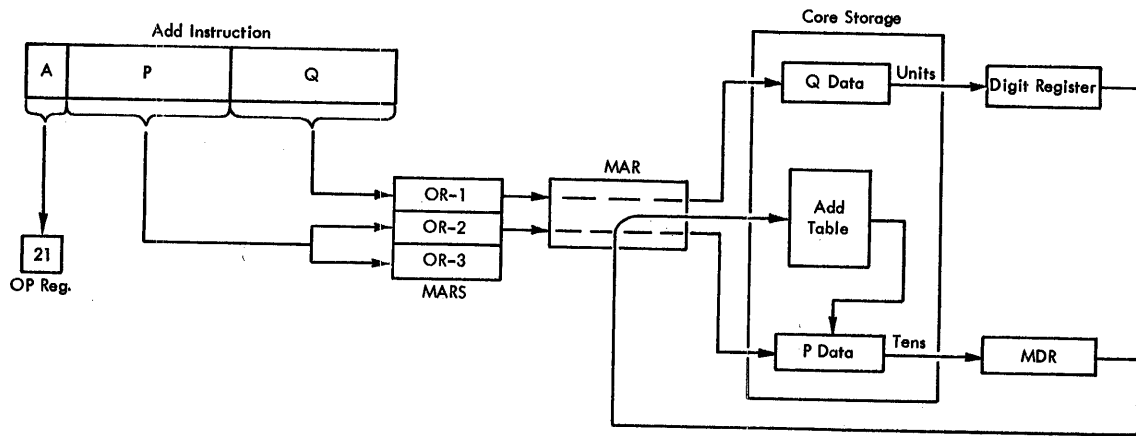 Core Storage
Add Instruction
A
P
Q
Q Data
Units
Digit Register
MAR
OR-1
OR-2
OR-3
MARS
Add
Table
21
OP Reg.
P Data
Tens
MDR